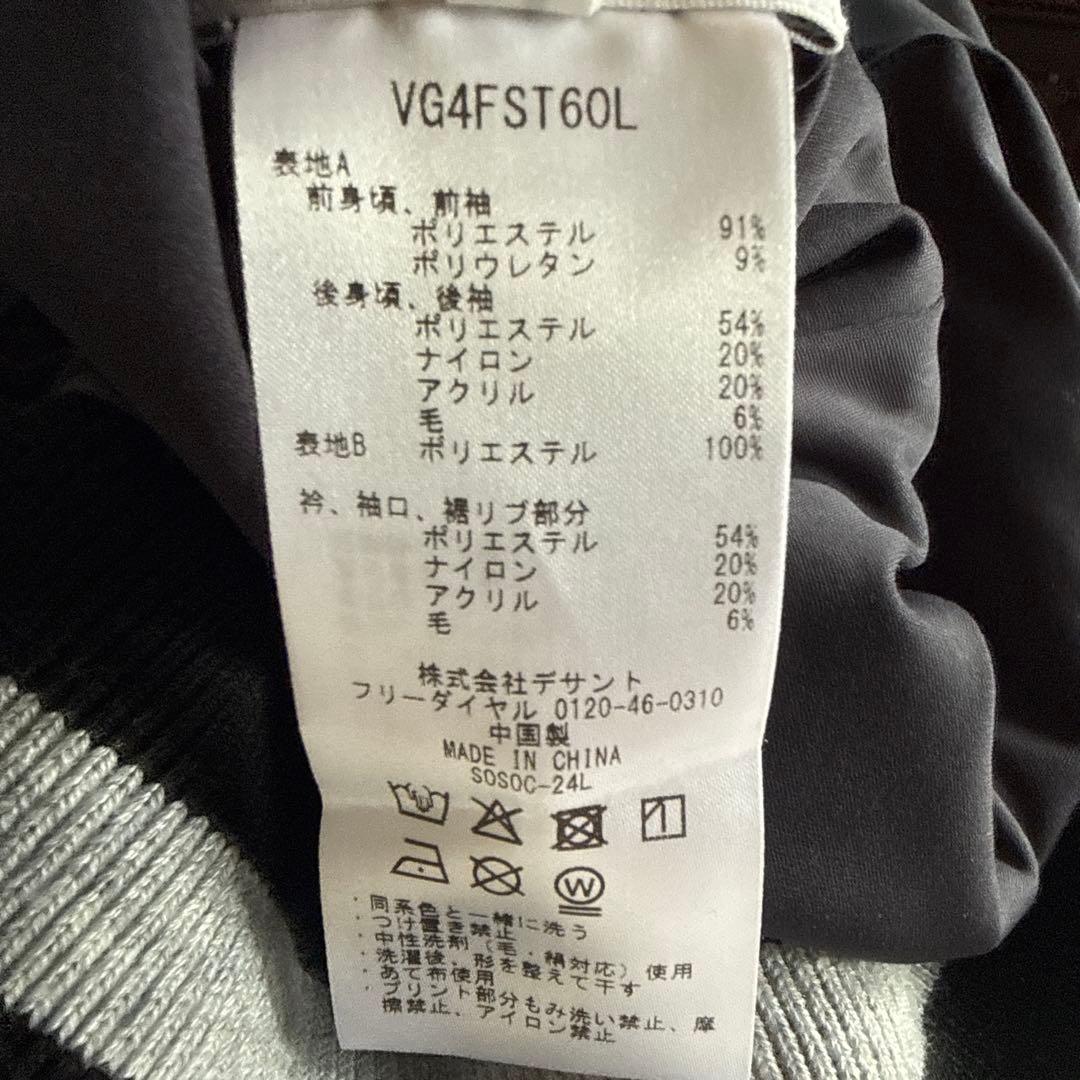 VG4FST60L
表地A
前身頃、前袖
ポリエステル 91%
ポリウレタン 9%
後身頃、後袖
ポリエステル 54%
ナイロン 20%
アクリル 20%
毛 6%
表地B ポリエステル 100%
衿、袖口、裾リブ部分
ポリエステル 54%
ナイロン 20%
アクリル 20%
毛 6%
株式会社デサント
フリーダイヤル 0120-46-0310
中国製
MADE IN CHINA
SOSOC-24L
W
・同系色と一緒に洗う
・つけ置き禁止
・中性洗剤（毛・絹対応）使用
・洗濯後、形を整えて干す
・あて布使用
・プリント部分もみ洗い禁止、摩
擦禁止、アイロン禁止